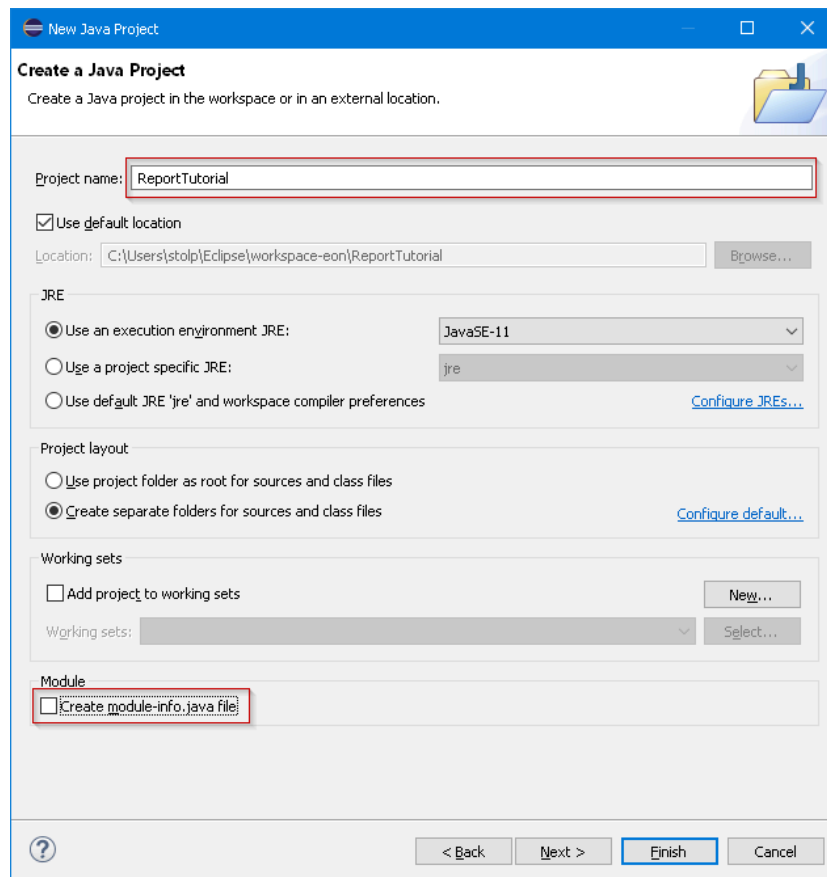 New Java Project
Create a Java Project
Create a Java project in the workspace or in an external location.
Project name: ReportTutorial
Use default location
Location: C:\Users\stolp\Eclipse\workspace-eon\ReportTutorial Browse...
JRE
Use an execution environment JRE: JavaSE-11
Use a project specific JRE: jre
Use default JRE 'jre' and workspace compiler preferences Configure JREs...
Project layout
Use project folder as root for sources and class files
Create separate folders for sources and class files Configure default...
Working sets
Add project to working sets New...
Working sets: Select...
Module
Create module-info.java file
? < Back Next > Finish Cancel